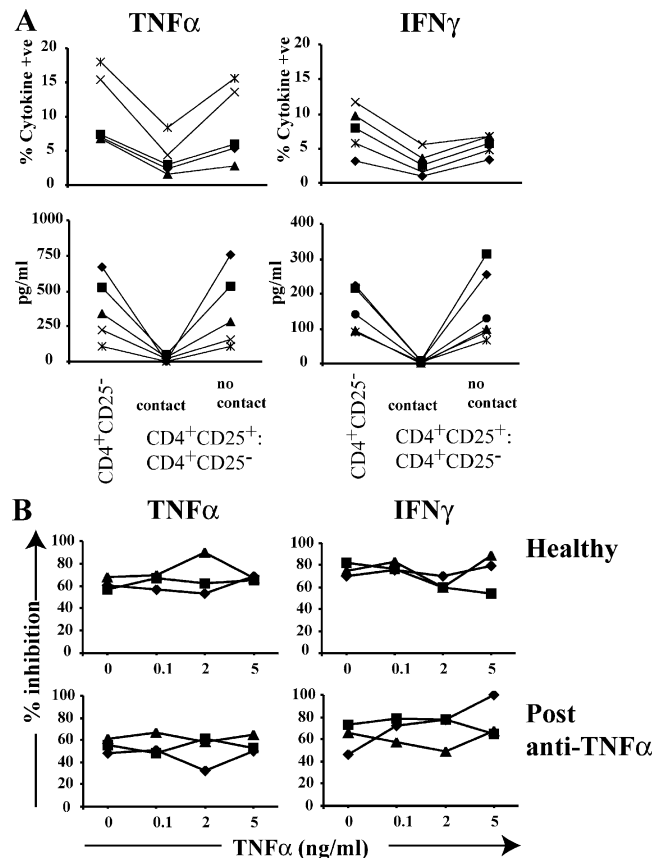 A
TNFα IFNγ
% Cytokine +ve
20
15
10
5
0
% Cytokine +ve
20
15
10
5
0
pg/ml
1000
750
500
250
0
pg/ml
400
300
200
100
0
CD4+CD25-
contact
no
contact
CD4+CD25+:
CD4+CD25-
CD4+CD25-
contact
no
contact
CD4+CD25+:
CD4+CD25-
B
TNFα IFNγ
Healthy
% inhibition
100
80
60
40
20
0
0 0.1 2 5
100
80
60
40
20
0
0 0.1 2 5
Post
anti-TNFα
100
80
60
40
20
0
0 0.1 2 5
100
80
60
40
20
0
0 0.1 2 5
TNFα (ng/ml)